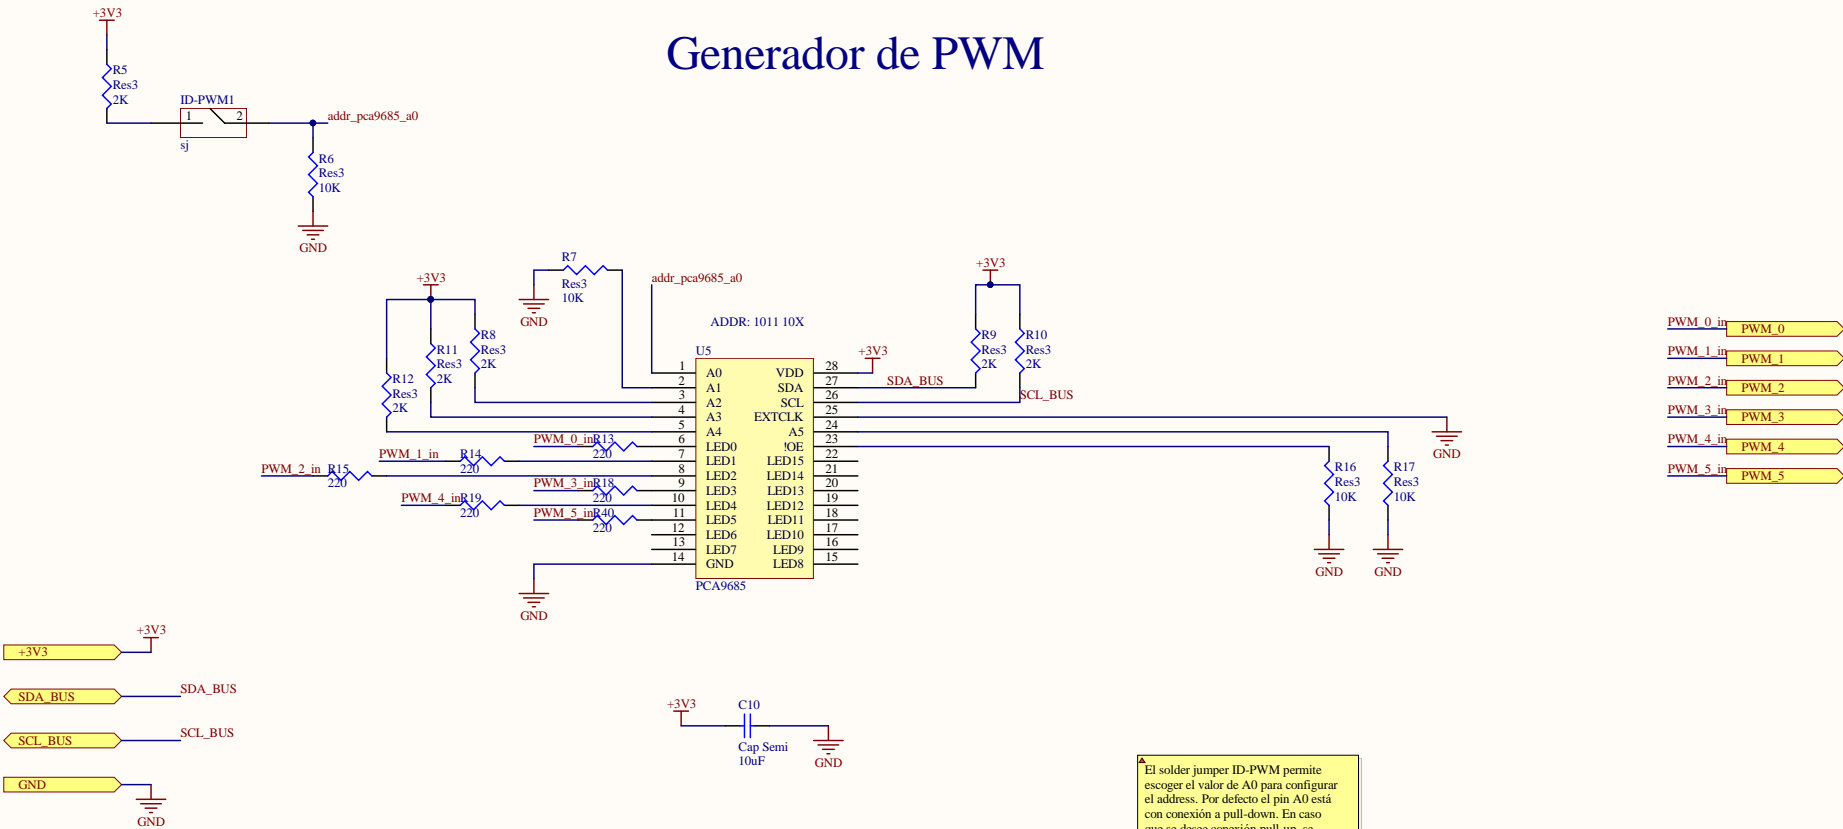 Generador de PWM
+3V3
R5
Res3
2K
ID-PWM1
1 2
sj
addr_pca9685_a0
R6
Res3
10K
GND
R7
Res3
10K
GND
addr_pca9685_a0
+3V3
R8
Res3
2K
R11
Res3
2K
R12
Res3
2K
ADDR: 1011 10X
U5
+3V3
+3V3
R9
Res3
2K
R10
Res3
2K
SDA_BUS
SCL_BUS
1 A0 VDD 28
2 A1 SDA 27
3 A2 SCL 26
4 A3 EXTCLK 25
5 A4 A5 24
6 LED0 !OE 23
7 LED1 LED15 22
8 LED2 LED14 21
9 LED3 LED13 20
10 LED4 LED12 19
11 LED5 LED11 18
12 LED6 LED10 17
13 LED7 LED9 16
14 GND LED8 15
PCA9685
PWM_0_in R13
220
PWM_1_in R14
220
PWM_2_in R15
220
PWM_3_in R18
220
PWM_4_in R19
220
PWM_5_in R40
220
GND
GND
R16
Res3
10K
GND
R17
Res3
10K
GND
PWM_0_in PWM_0
PWM_1_in PWM_1
PWM_2_in PWM_2
PWM_3_in PWM_3
PWM_4_in PWM_4
PWM_5_in PWM_5
+3V3 +3V3
SDA_BUS SDA_BUS
SCL_BUS SCL_BUS
GND
GND
+3V3
C10
Cap Semi
10uF
GND
El solder jumper ID-PWM permite
escoger el valor de A0 para configurar
el address. Por defecto el pin A0 está
con conexión a pull-down. En caso
que se desee conexión pull-up, se